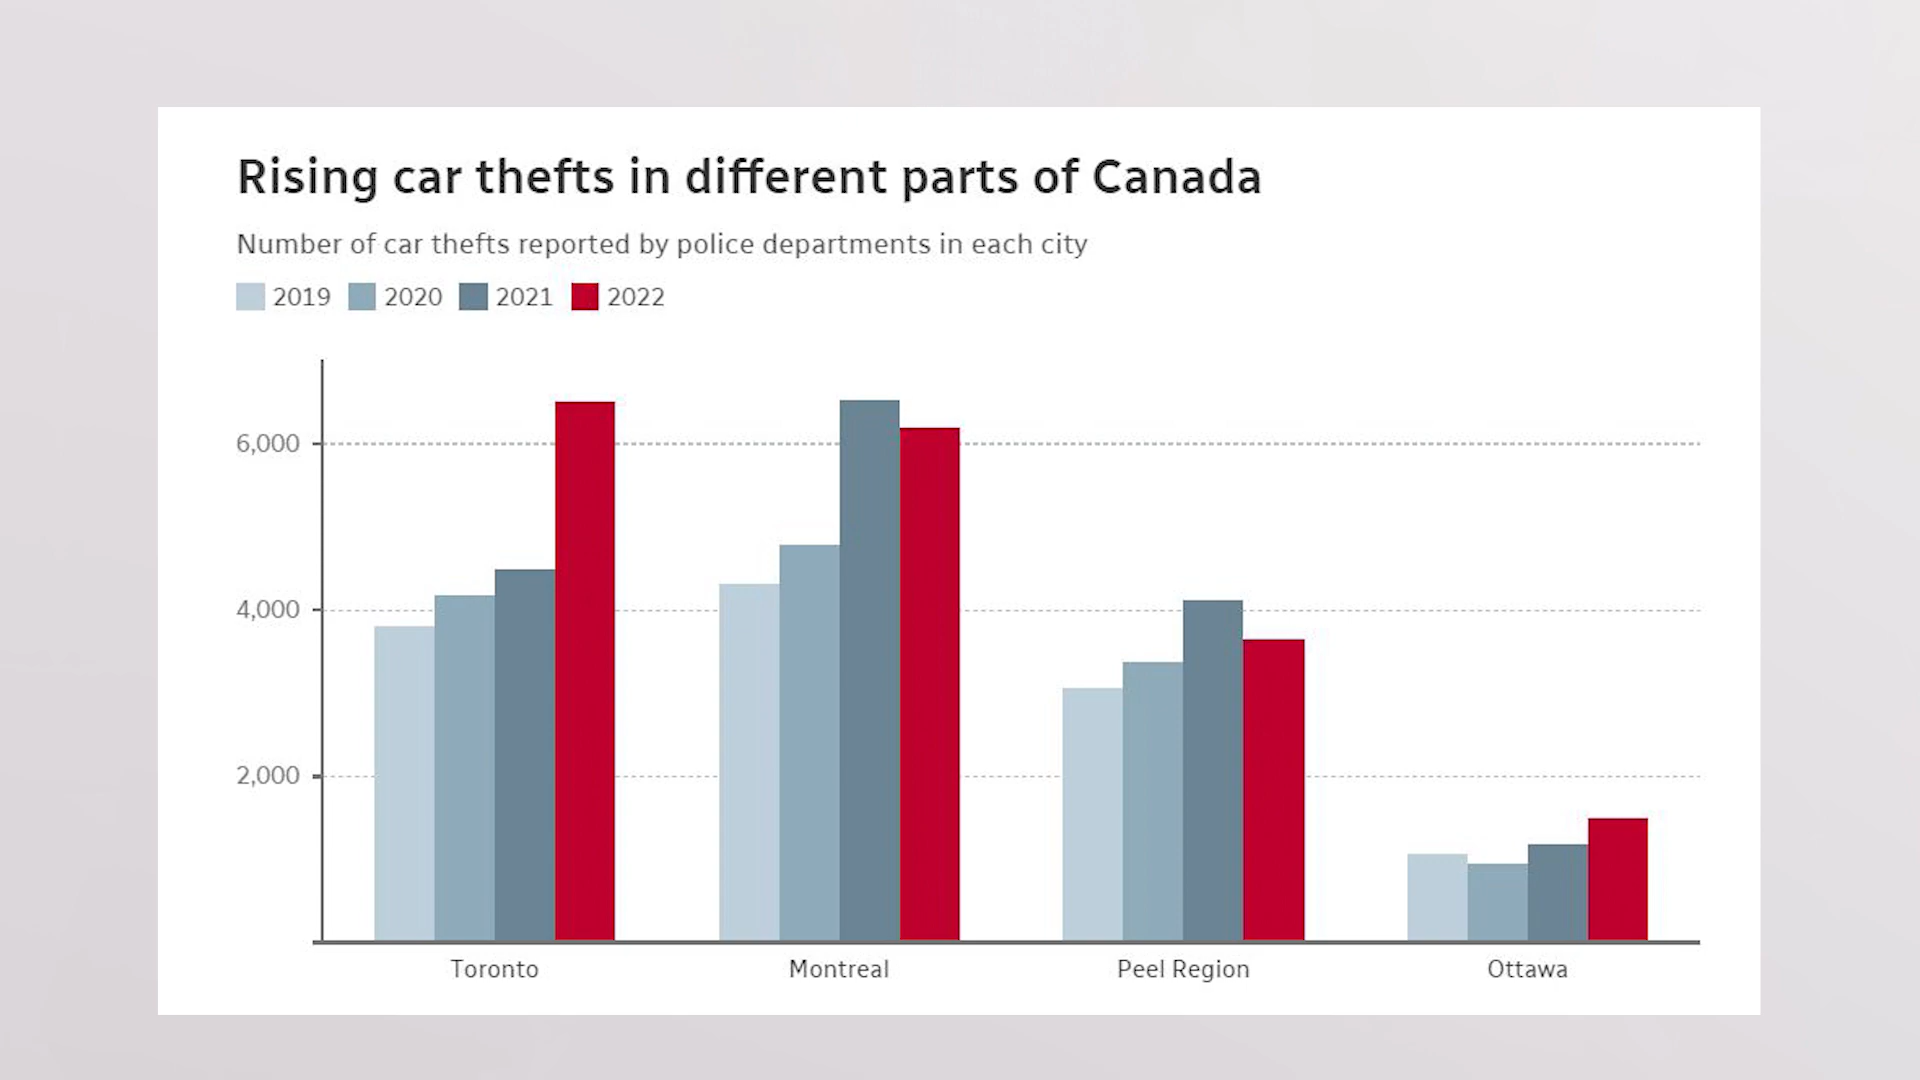 Rising car thefts in different parts of Canada
Number of car thefts reported by police departments in each city
2019 2020 2021 2022
6,000
4,000
2,000
Toronto Montreal Peel Region Ottawa